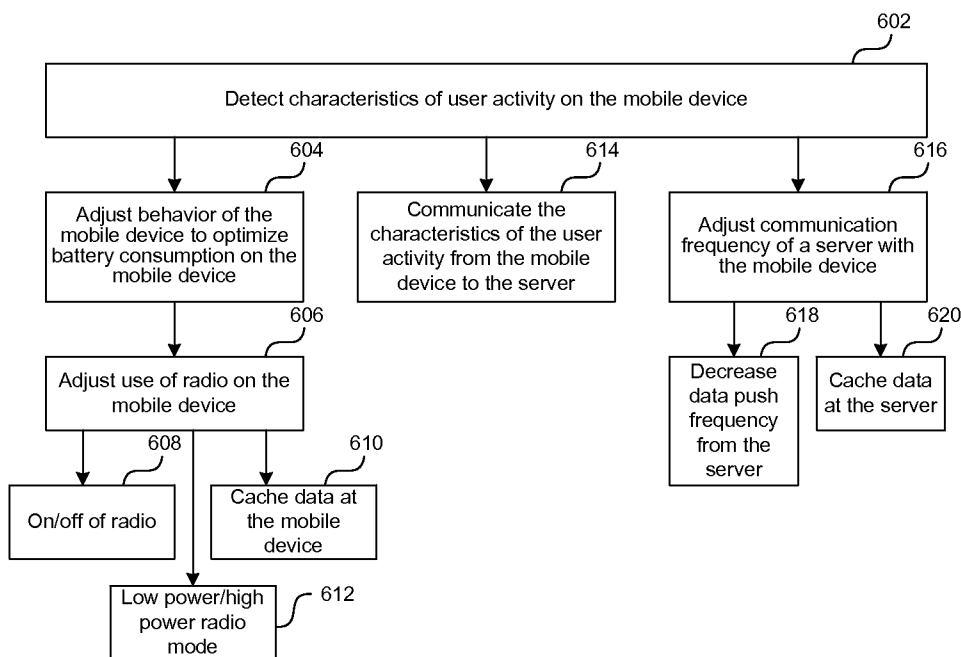 602
Detect characteristics of user activity on the mobile device
604
Adjust behavior of the
mobile device to optimize
battery consumption on the
mobile device
614
Communicate the
characteristics of the user
activity from the mobile
device to the server
616
Adjust communication
frequency of a server with
the mobile device
606
Adjust use of radio on the
mobile device
618
Decrease
data push
frequency
from the
server
620
Cache data
at the server
608
On/off of radio
610
Cache data at
the mobile
device
Low power/high
power radio
mode
612